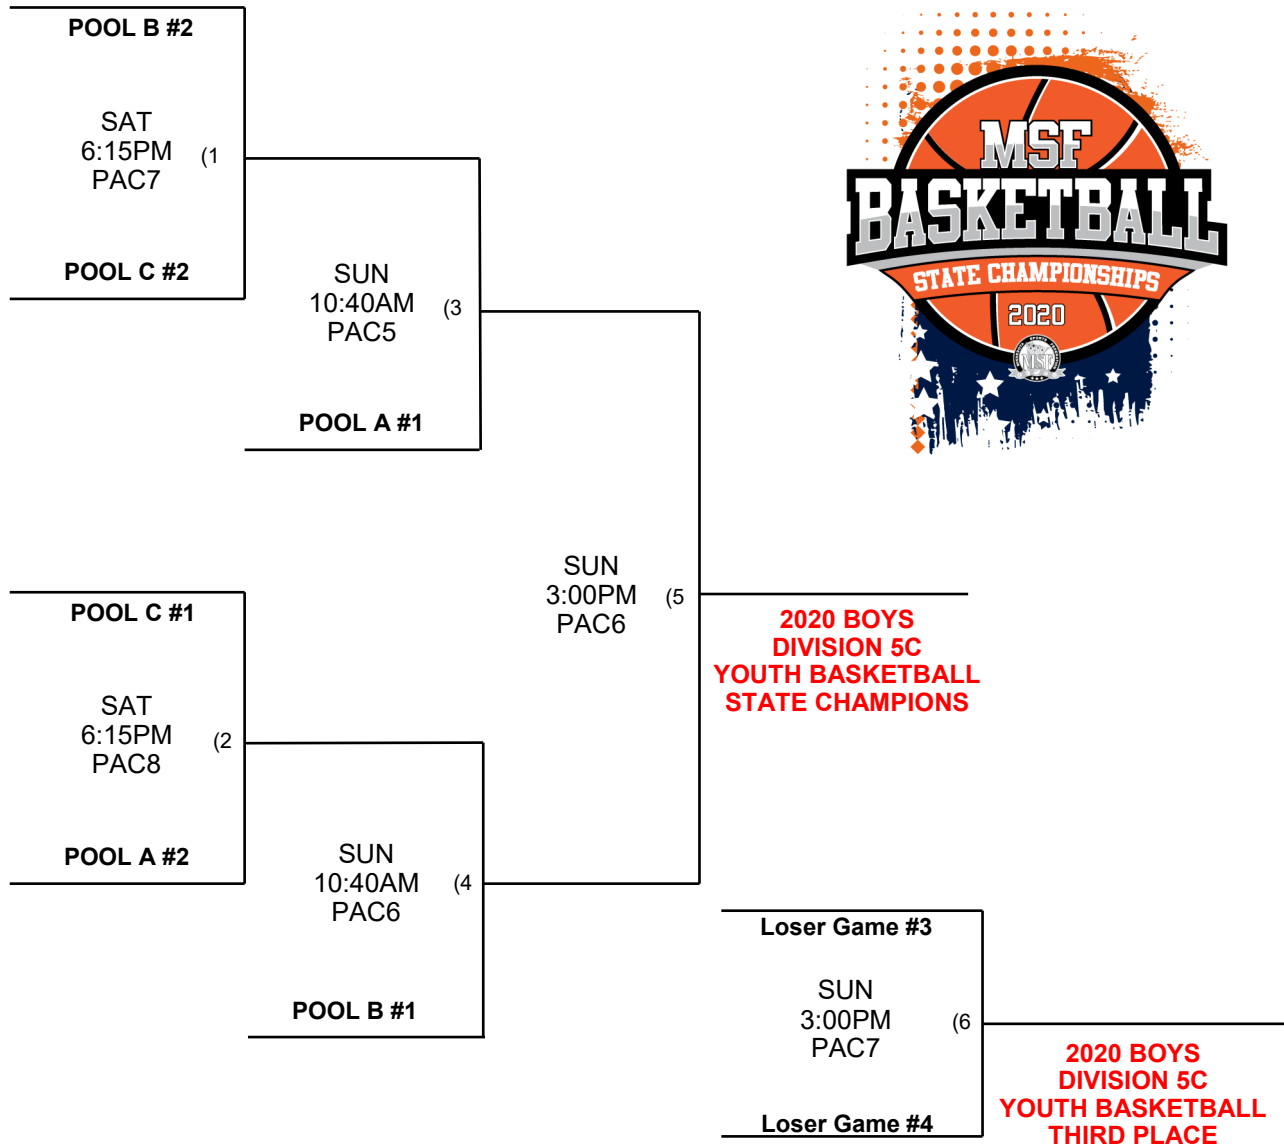 POOL B #2
SAT
6:15PM (1
PAC7
POOL C #2
SUN
10:40AM (3
PAC5
POOL A #1
MSF
BASKETBALL
STATE CHAMPIONSHIPS
2020
MSF
POOL C #1
SAT
6:15PM (2
PAC8
POOL A #2
SUN
3:00PM (5
PAC6
2020 BOYS
DIVISION 5C
YOUTH BASKETBALL
STATE CHAMPIONS
SUN
10:40AM (4
PAC6
POOL B #1
Loser Game #3
SUN
3:00PM (6
PAC7
Loser Game #4
2020 BOYS
DIVISION 5C
YOUTH BASKETBALL
THIRD PLACE